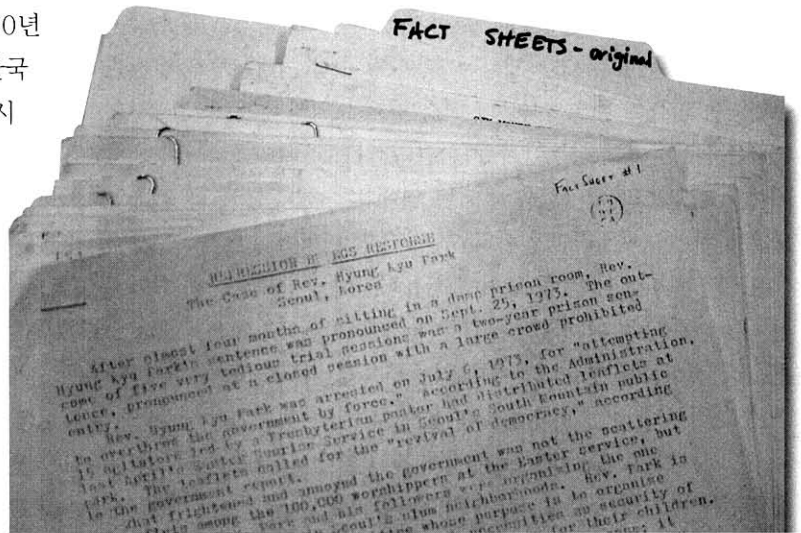 0년
국
시
FACT SHEETS - original
Fact Sheet #1
REPRESSION BEGS RESPONSE
The Case of Rev. Hyung Kyu Park
Seoul, Korea
After almost four months of sitting in a damp prison room, Rev.
Hyung Kyu Park's sentence was pronounced on Sept. 25, 1973. The out-
come of five very tedious trial sessions was a two-year prison sen-
tence, pronounced at a closed session with a large crowd prohibited
entry.
Rev. Hyung Kyu Park was arrested on July 6, 1973, for "attempting
to overthrow the government by force." According to the Administration,
15 agitators led by a Presbyterian pastor had distributed leaflets at
last April's Easter Sunrise Service in Seoul's South Mountain public
park. The leaflets called for the "revival of democracy," according
to the government report.
What frightened and annoyed the government was not the scattering
among the 100,000 worshippers at the Easter service, but
Park and his followers were organizing the
in Seoul's slum neighborhoods. Rev. Park is
whose purpose is to organize
necessities as security of
for their children.
it